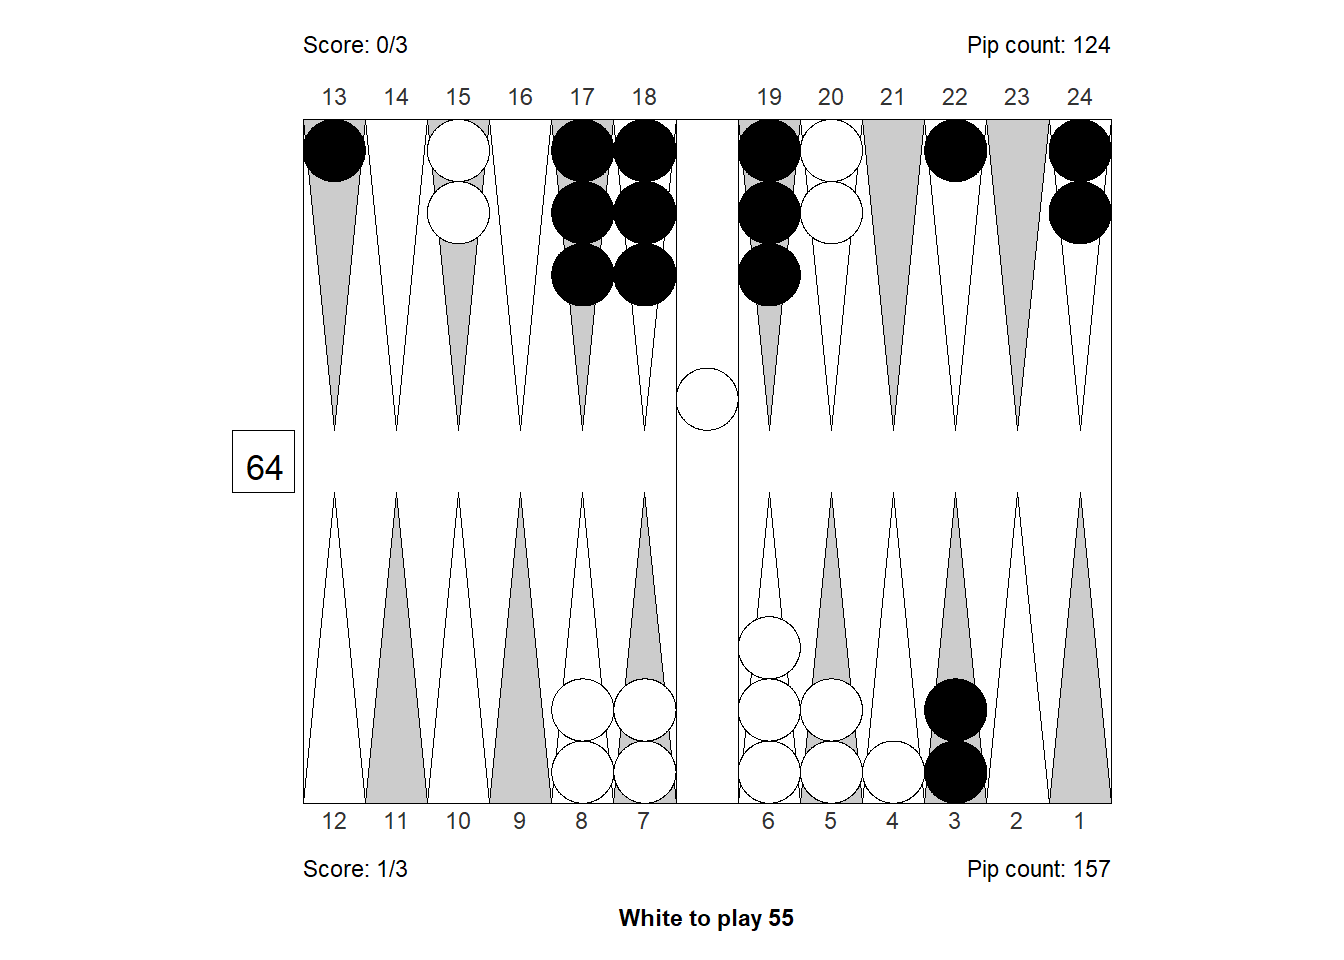 Score: 0/3 Pip count: 124
13 14 15 16 17 18 19 20 21 22 23 24
64
12 11 10 9 8 7 6 5 4 3 2 1
Score: 1/3 Pip count: 157
White to play 55